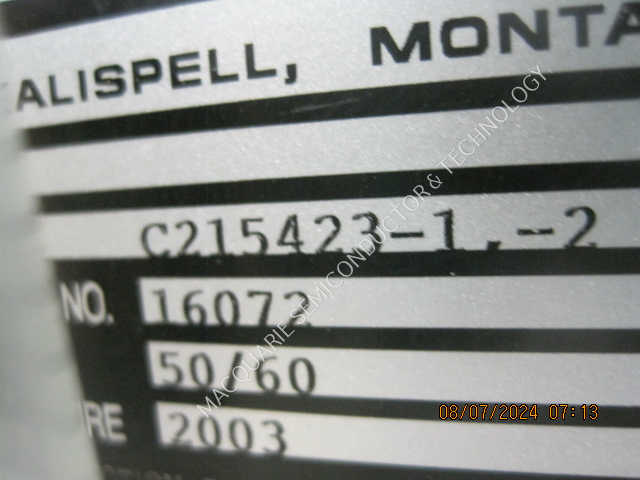 ALISPELL, MONTA
C215423-1,-2
NO. 16072
50/60
RE 2003
MACQUARIE SEMICONDUCTOR & TECHNOLOGY
08/07/2024 07:13